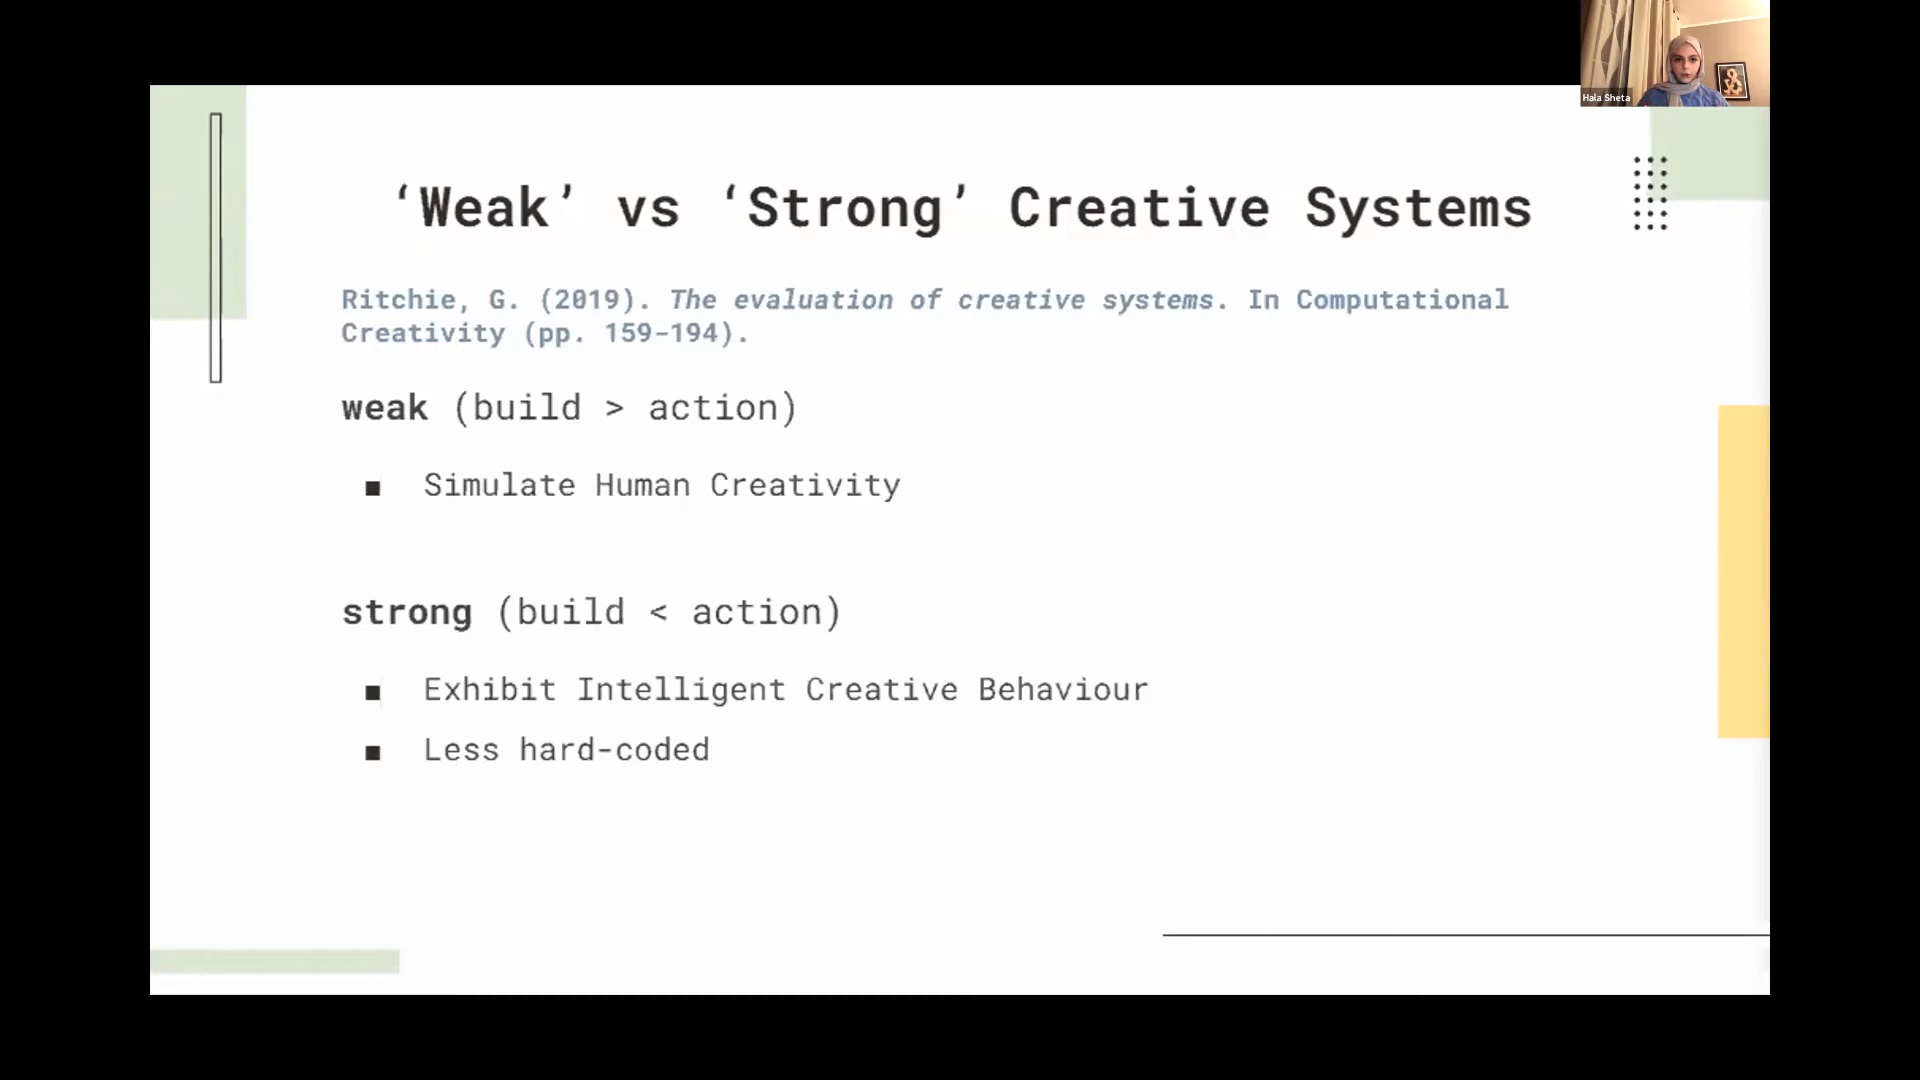 Hala Sheta
‘Weak’ vs ‘Strong’ Creative Systems
Ritchie, G. (2019). The evaluation of creative systems. In Computational
Creativity (pp. 159–194).
weak (build > action)
▪ Simulate Human Creativity
strong (build < action)
▪ Exhibit Intelligent Creative Behaviour
▪ Less hard-coded